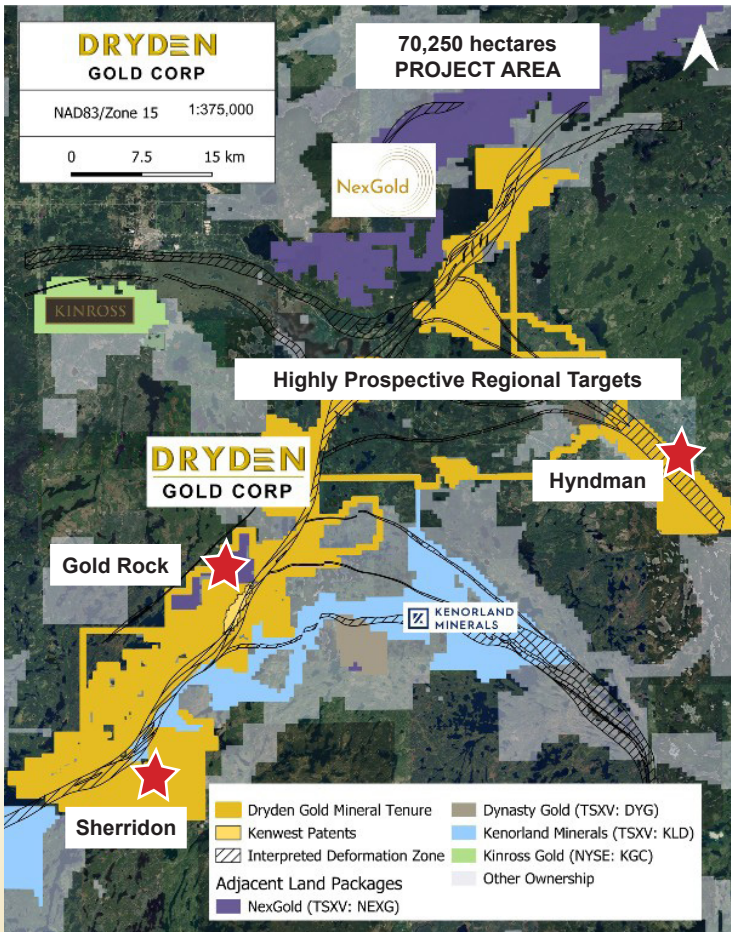 DRYDEN
GOLD CORP
NAD83/Zone 15 1:375,000
0 7.5 15 km
70,250 hectares
PROJECT AREA
NexGold
KINROSS
Highly Prospective Regional Targets
DRYDEN
GOLD CORP
Hyndman
Gold Rock
KENORLAND
MINERALS
Sherridon
Dryden Gold Mineral Tenure
Kenwest Patents
Interpreted Deformation Zone
Adjacent Land Packages
NexGold (TSXV: NEXG)
Dynasty Gold (TSXV: DYG)
Kenorland Minerals (TSXV: KLD)
Kinross Gold (NYSE: KGC)
Other Ownership